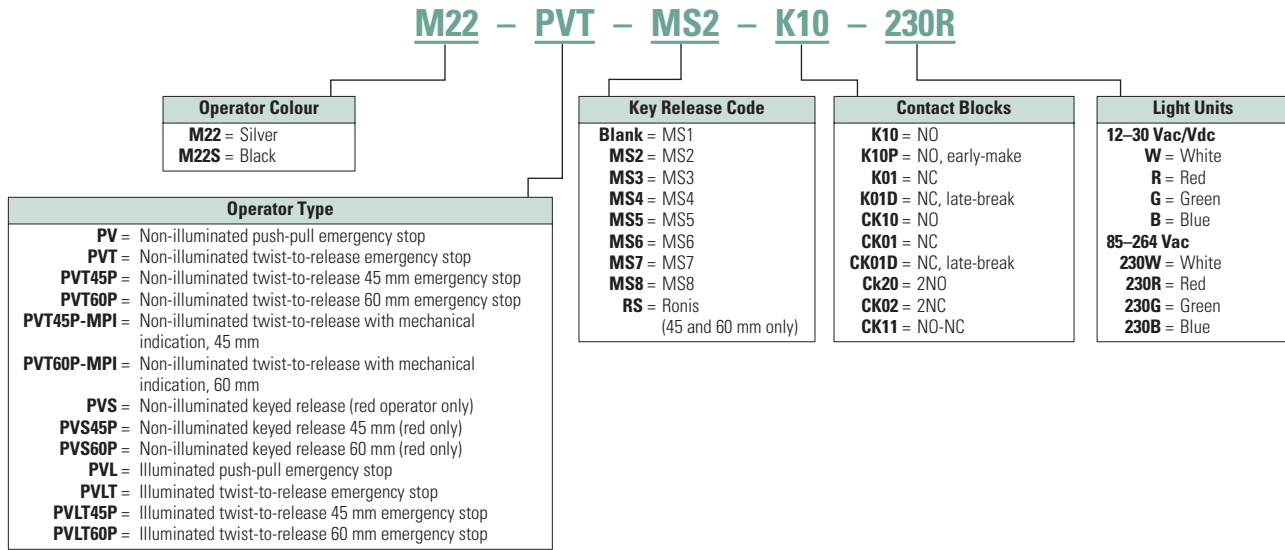 M22 – PVT – MS2 – K10 – 230R
Operator Colour
M22 = Silver
M22S = Black
Operator Type
PV = Non-illuminated push-pull emergency stop
PVT = Non-illuminated twist-to-release emergency stop
PVT45P = Non-illuminated twist-to-release 45 mm emergency stop
PVT60P = Non-illuminated twist-to-release 60 mm emergency stop
PVT45P-MPI = Non-illuminated twist-to-release with mechanical
indication, 45 mm
PVT60P-MPI = Non-illuminated twist-to-release with mechanical
indication, 60 mm
PVS = Non-illuminated keyed release (red operator only)
PVS45P = Non-illuminated keyed release 45 mm (red only)
PVS60P = Non-illuminated keyed release 60 mm (red only)
PVL = Illuminated push-pull emergency stop
PVLT = Illuminated twist-to-release emergency stop
PVLT45P = Illuminated twist-to-release 45 mm emergency stop
PVLT60P = Illuminated twist-to-release 60 mm emergency stop
Key Release Code
Blank = MS1
MS2 = MS2
MS3 = MS3
MS4 = MS4
MS5 = MS5
MS6 = MS6
MS7 = MS7
MS8 = MS8
RS = Ronis
(45 and 60 mm only)
Contact Blocks
K10 = NO
K10P = NO, early-make
K01 = NC
K01D = NC, late-break
CK10 = NO
CK01 = NC
CK01D = NC, late-break
Ck20 = 2NO
CK02 = 2NC
CK11 = NO-NC
Light Units
12–30 Vac/Vdc
W = White
R = Red
G = Green
B = Blue
85–264 Vac
230W = White
230R = Red
230G = Green
230B = Blue